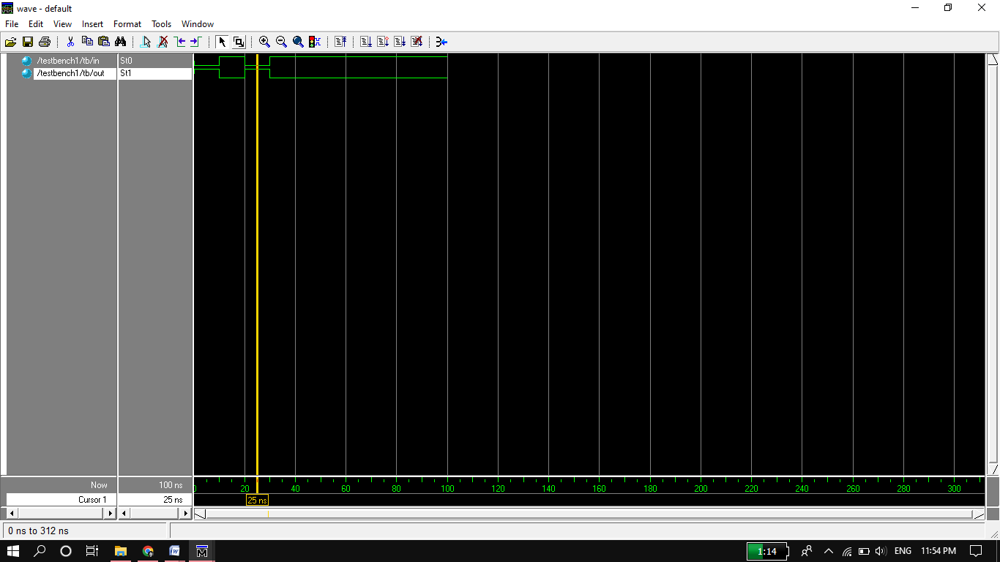 wave - default
File Edit View Insert Format Tools Window
/testbench1/tb/in St0
/testbench1/tb/out St1
Now 100 ns 20 40 60 80 100 120 140 160 180 200 220 240 260 280 300
Cursor 1 25 ns 25 ns
0 ns to 312 ns
1:14 ENG 11:54 PM